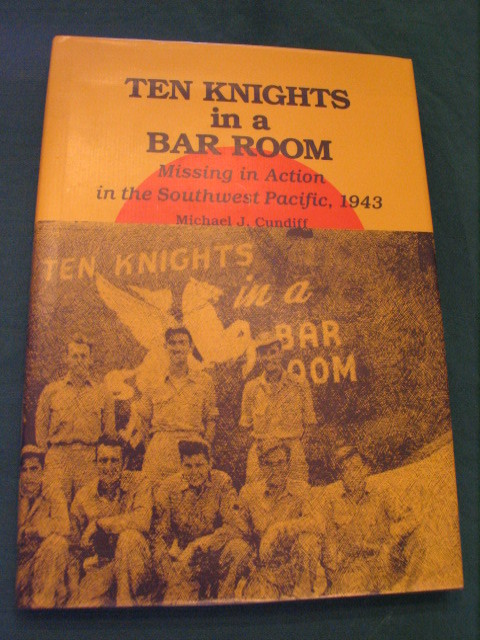 TEN KNIGHTS
in a
BAR ROOM
Missing in Action
in the Southwest Pacific, 1943
Michael J. Cundiff
TEN KNIGHTS
in a
BAR
ROOM